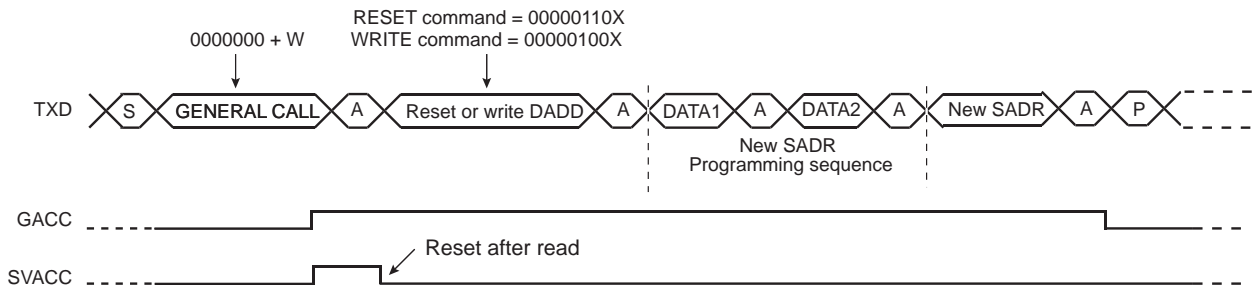 RESET command = 00000110X
0000000 + W
WRITE command = 00000100X
TXD S GENERAL CALL A Reset or write DADD A DATA1 A DATA2 A New SADR A P
New SADR
Programming sequence
GACC
Reset after read
SVACC